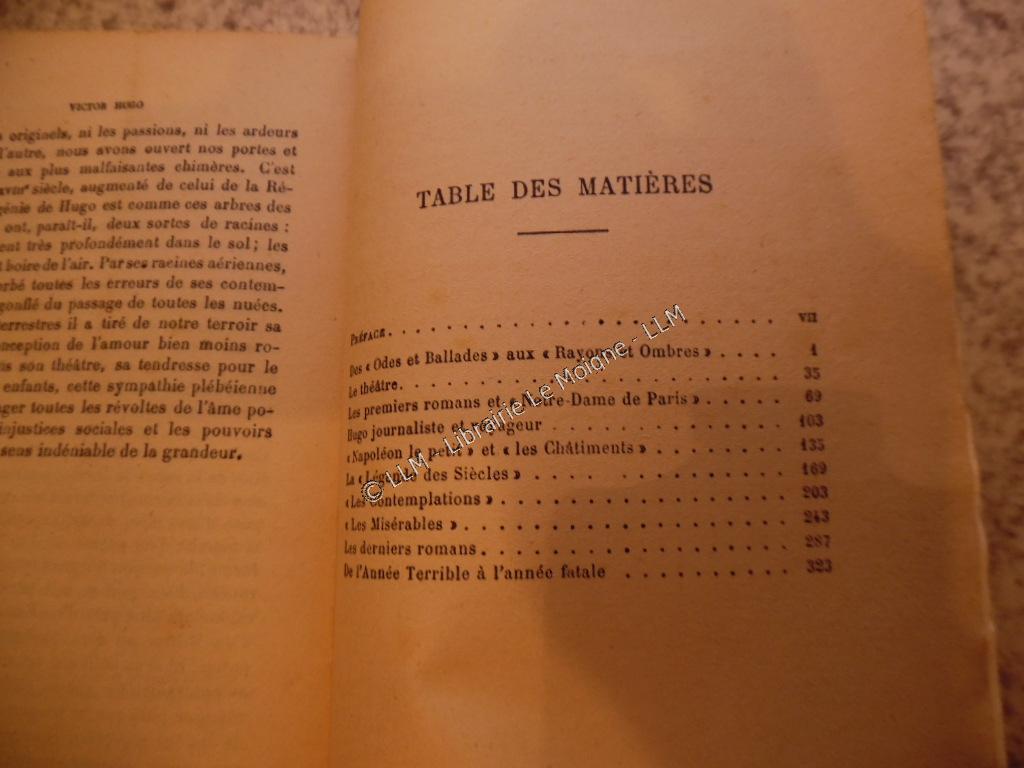 VICTOR HUGO
originels, ni les passions, ni les ardeurs
l'autre, nous avons ouvert nos portes et
aux plus malfaisantes chimères. C'est
XVIIIe siècle, augmenté de celui de la Ré-
génie de Hugo est comme ces arbres des
ont, paraît-il, deux sortes de racines :
ent très profondément dans le sol; les
boire de l'air. Par ses racines aériennes,
rbé toutes les erreurs de ses contem-
gonflé du passage de toutes les nuées.
terrestres il a tiré de notre terroir sa
nception de l'amour bien moins ro-
ns son théâtre, sa tendresse pour le
enfants, cette sympathie plébéienne
ger toutes les révoltes de l'âme po-
injustices sociales et les pouvoirs
sens indéniable de la grandeur.
TABLE DES MATIÈRES
PRÉFACE. . . . . . . . . . . . . . . . . . VII
Des « Odes et Ballades » aux « Rayons et Ombres » . . . . 1
Le théâtre. . . . . . . . . . . . . . . . . . 35
Les premiers romans et « Notre-Dame de Paris » . . . . . 69
Hugo journaliste et voyageur . . . . . . . . . . 103
« Napoléon le petit » et « les Châtiments » . . . . . . . 135
La « Légende des Siècles » . . . . . . . . . . . 169
« Les Contemplations » . . . . . . . . . . . . . 203
« Les Misérables » . . . . . . . . . . . . . . . 243
Les derniers romans. . . . . . . . . . . . . . . 287
De l'Année Terrible à l'année fatale . . . . . . . . . 323
© LLM - Librairie Le Moigne - LLM